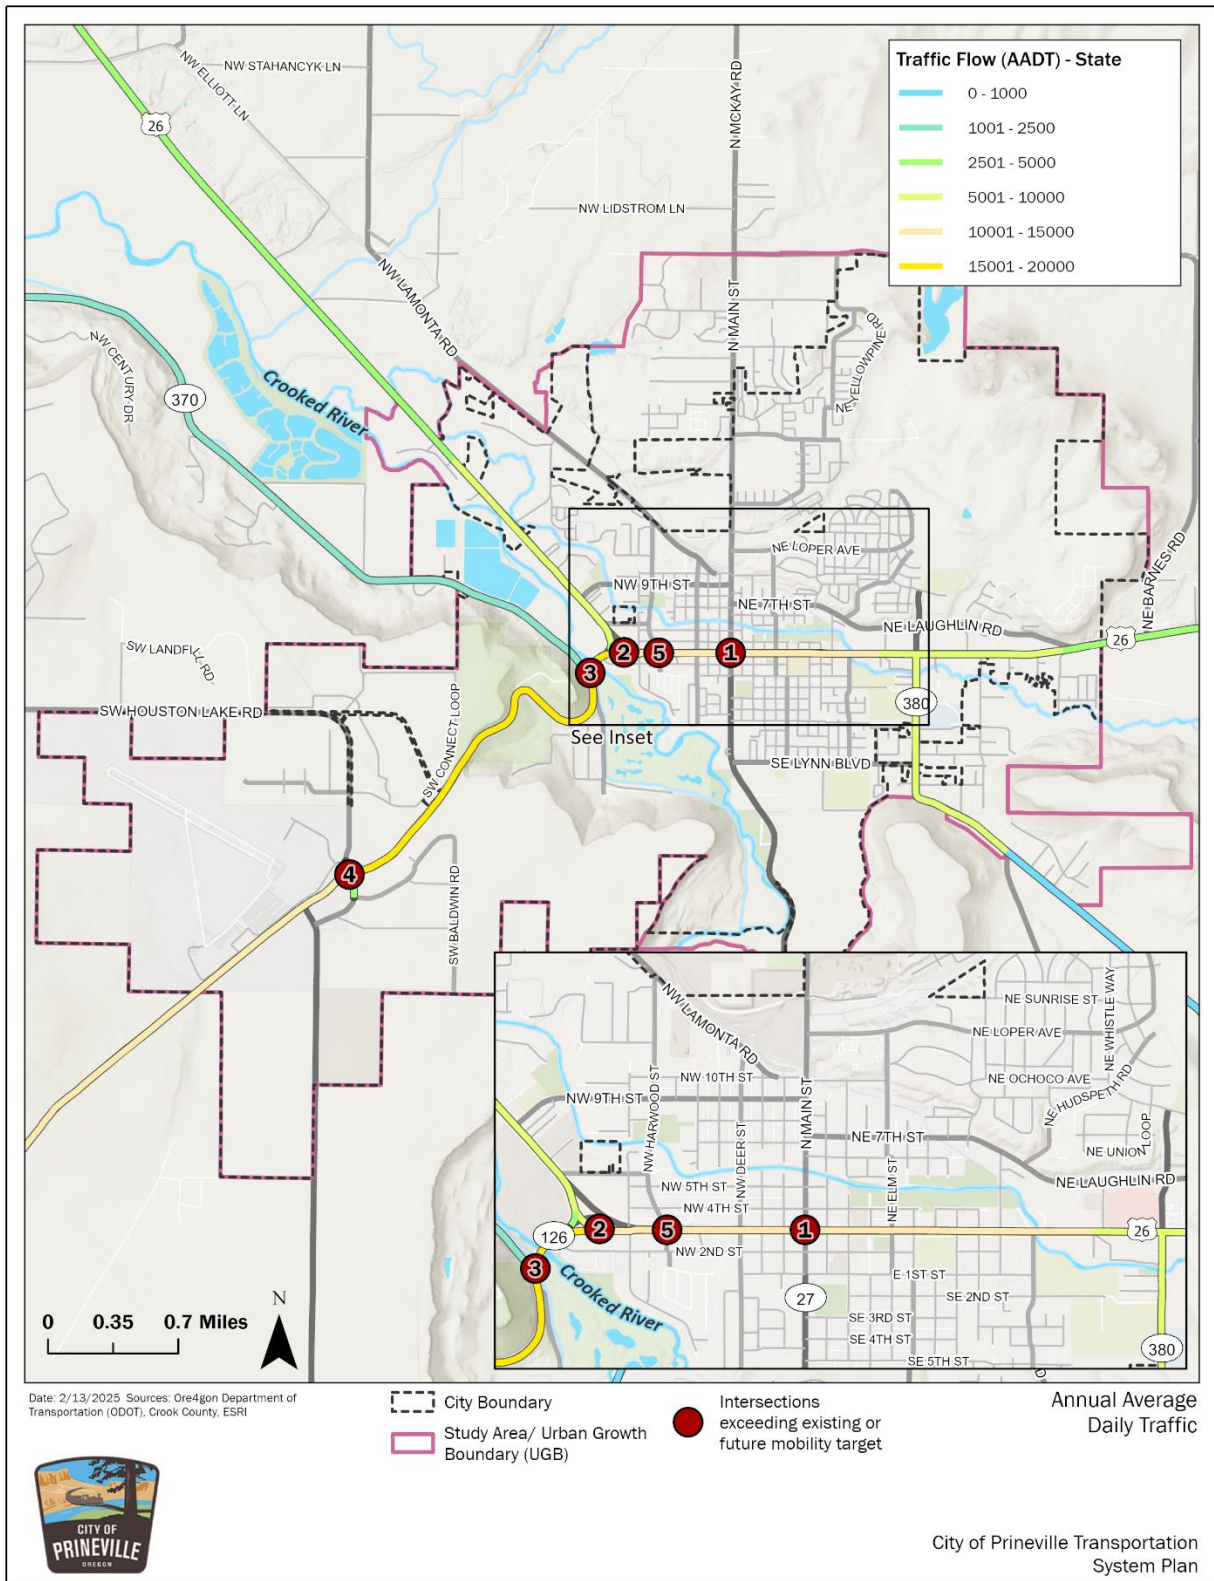 Traffic Flow (AADT) - State
0 - 1000
1001 - 2500
2501 - 5000
5001 - 10000
10001 - 15000
15001 - 20000
NW STAHANCYK LN
NW ELLIOTT LN
26
N MCKAY RD
NW LIDSTROM LN
NW LAMONTA RD
N MAIN ST
NE YELLOWPINE RD
NW CENTURY DR
370
Crooked River
NE LOPER AVE
NW 9TH ST
NE 7TH ST
NE LAUGHLIN RD
NE BARNES RD
26
2
5
1
3
380
SW LANDFILL RD
SW HOUSTON LAKE RD
SW CONNECT LOOP
See Inset
SE LYNN BLVD
4
SW BALDWIN RD
NW LAMONTA RD
NE SUNRISE ST
NE LOPER AVE
NE WHISTLE WAY
NW 10TH ST
NE OCHOCO AVE
NW 9TH ST
NW HARWOOD ST
N MAIN ST
NE HUDSPETH RD
NW DEER ST
NE 7TH ST
NE UNION LOOP
NE ELM ST
NE LAUGHLIN RD
NW 5TH ST
NW 4TH ST
126
2
5
1
26
NW 2ND ST
3
Crooked River
E 1ST ST
SE 2ND ST
27
SE 3RD ST
SE 4TH ST
380
SE 5TH ST
D
0 0.35 0.7 Miles
N
Date: 2/13/2025 Sources: Ore4gon Department of
Transportation (ODOT), Crook County, ESRI
City Boundary
Study Area/ Urban Growth
Boundary (UGB)
Intersections
exceeding existing or
future mobility target
Annual Average
Daily Traffic
CITY OF
PRINEVILLE
OREGON
City of Prineville Transportation
System Plan